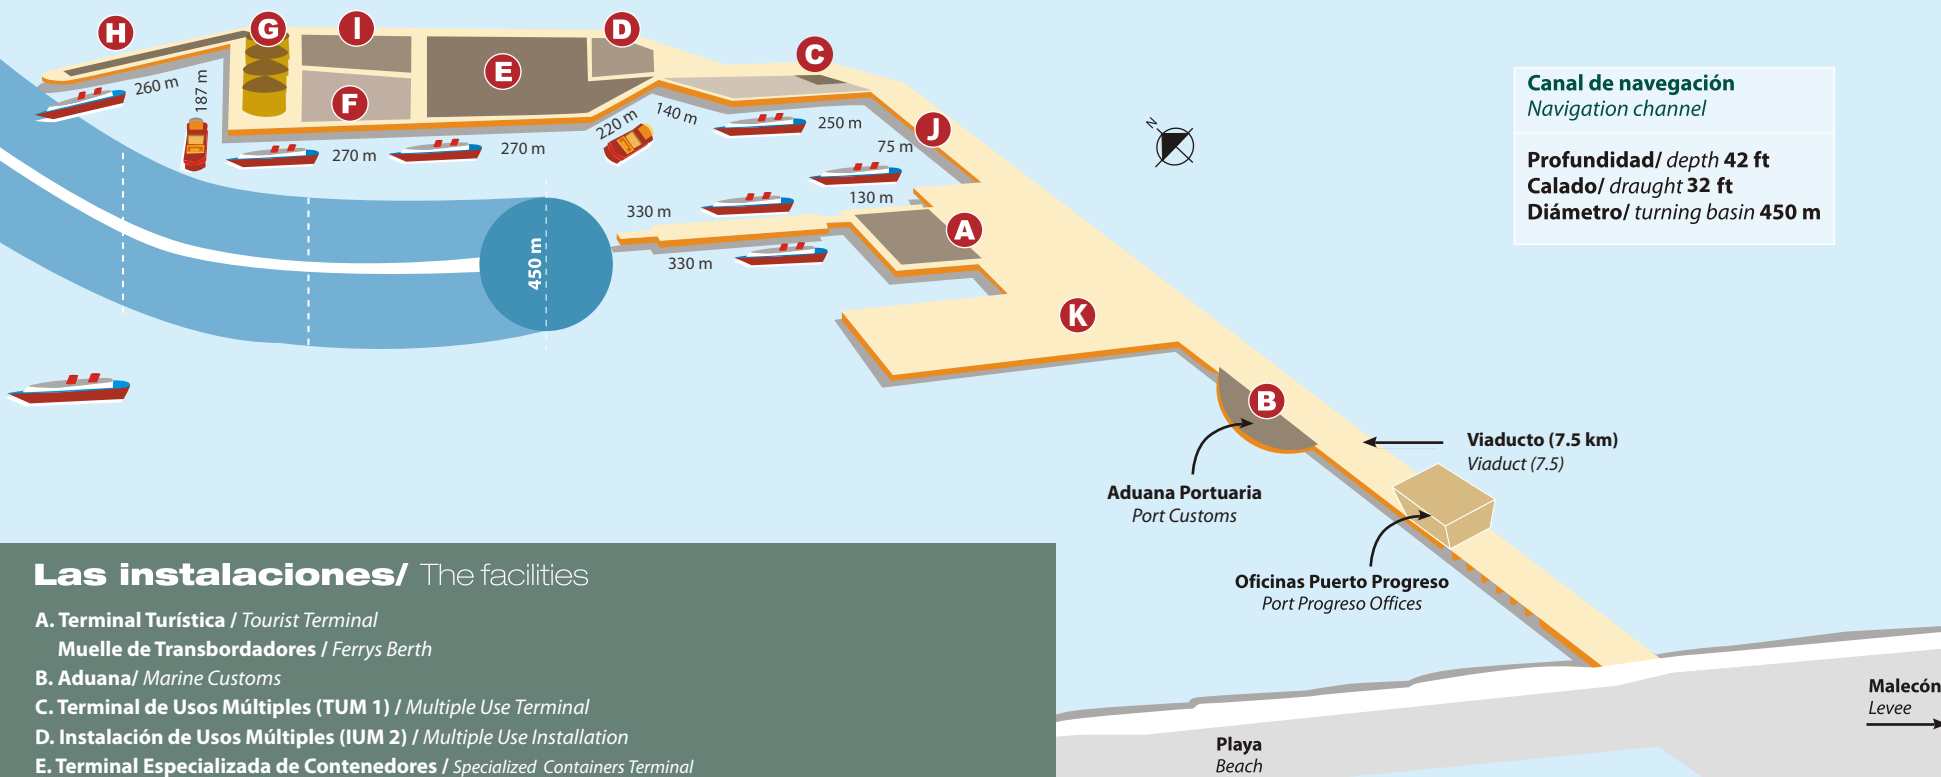 H
G
I
D
C
E
F
J
A
K
B
260 m
187 m
270 m
270 m
220 m
140 m
250 m
75 m
130 m
330 m
330 m
450 m
N
Canal de navegación
Navigation channel
Profundidad/ depth 42 ft
Calado/ draught 32 ft
Diámetro/ turning basin 450 m
Viaducto (7.5 km)
Viaduct (7.5)
Aduana Portuaria
Port Customs
Oficinas Puerto Progreso
Port Progreso Offices
Malecón
Levee
Playa
Beach
Las instalaciones/ The facilities
A. Terminal Turística / Tourist Terminal
Muelle de Transbordadores / Ferrys Berth
B. Aduana/ Marine Customs
C. Terminal de Usos Múltiples (TUM 1) / Multiple Use Terminal
D. Instalación de Usos Múltiples (IUM 2) / Multiple Use Installation
E. Terminal Especializada de Contenedores / Specialized Containers Terminal